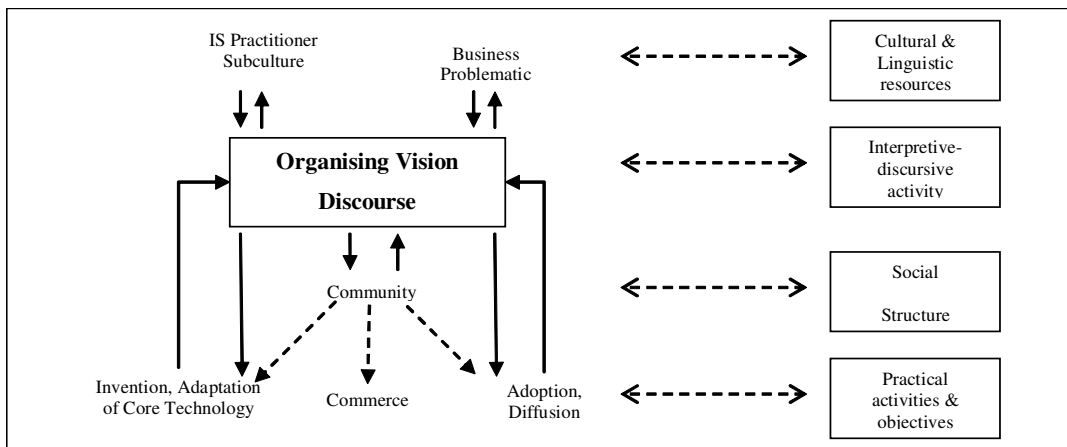 IS Practitioner
Subculture
Business
Problematic
Organising Vision
Discourse
Community
Invention, Adaptation
of Core Technology
Commerce
Adoption,
Diffusion
Cultural &
Linguistic
resources
Interpretive-
discursive
activity
Social
Structure
Practical
activities &
objectives